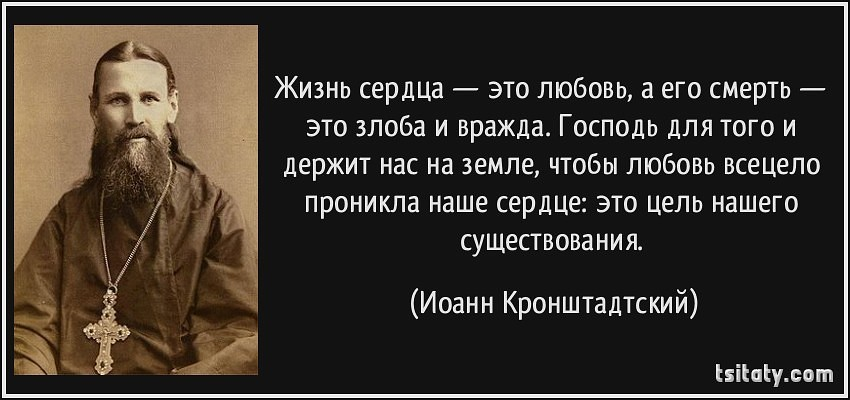 Жизнь сердца — это любовь, а его смерть —
это злоба и вражда. Господь для того и
держит нас на земле, чтобы любовь всецело
проникла наше сердце: это цель нашего
существования.
(Иоанн Кронштадтский)
tsitaty.com